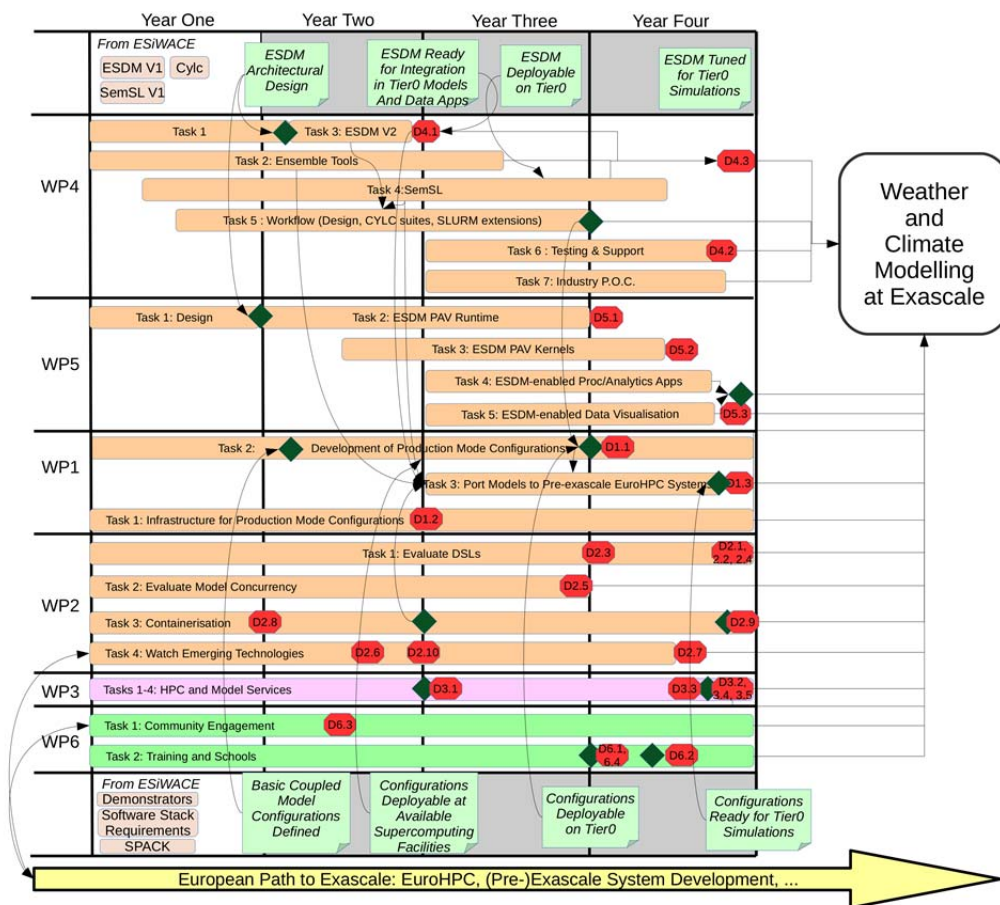 Year One
Year Two
Year Three
Year Four
From ESiWACE
ESDM V1
Cylc
SemSL V1
ESDM
Architectural
Design
ESDM Ready
for Integration
in Tier0 Models
And Data Apps
ESDM
Deployable
on Tier0
ESDM Tuned
for Tier0
Simulations
WP4
Task 1
Task 3: ESDM V2
D4.1
Task 2: Ensemble Tools
D4.3
Task 4:SemSL
Task 5 : Workflow (Design, CYLC suites, SLURM extensions)
Task 6 : Testing & Support
D4.2
Task 7: Industry P.O.C.
Weather
and
Climate
Modelling
at Exascale
WP5
Task 1: Design
Task 2: ESDM PAV Runtime
D5.1
Task 3: ESDM PAV Kernels
D5.2
Task 4: ESDM-enabled Proc/Analytics Apps
Task 5: ESDM-enabled Data Visualisation
D5.3
WP1
Task 2:
Development of Production Mode Configurations
D1.1
Task 3: Port Models to Pre-exascale EuroHPC Systems
D1.3
Task 1: Infrastructure for Production Mode Configurations
D1.2
WP2
Task 1: Evaluate DSLs
D2.3
D2.1,
2.2, 2.4
Task 2: Evaluate Model Concurrency
D2.5
Task 3: Containerisation
D2.8
D2.9
Task 4: Watch Emerging Technologies
D2.6
D2.10
D2.7
WP3
Tasks 1-4: HPC and Model Services
D3.1
D3.3
D3.2,
3.4, 3.5
WP6
Task 1: Community Engagement
D6.3
Task 2: Training and Schools
D6.1,
6.4
D6.2
From ESiWACE
Demonstrators
Software Stack
Requirements
SPACK
Basic Coupled
Model
Configurations
Defined
Configurations
Deployable at
Available
Supercomputing
Facilities
Configurations
Deployable
on Tier0
Configurations
Ready for Tier0
Simulations
European Path to Exascale: EuroHPC, (Pre-)Exascale System Development, ...